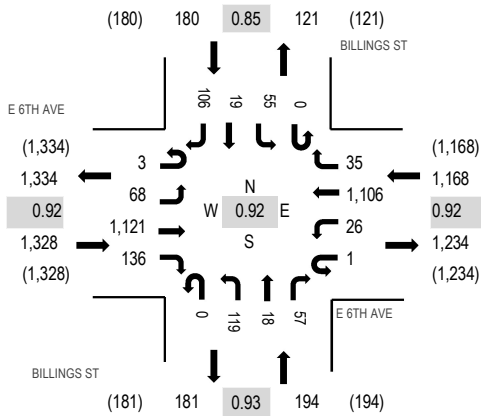 (180) 180 0.85 121 (121)
BILLINGS ST
106 19 55 0
E 6TH AVE
(1,334) (1,168)
3 35
1,334 1,168
68 N 1,106
0.92 W 0.92 E 0.92
1,121 26
1,328 S 1,234
136 1
(1,328) (1,234)
0 119 18 57
E 6TH AVE
BILLINGS ST
(181) 181 0.93 194 (194)